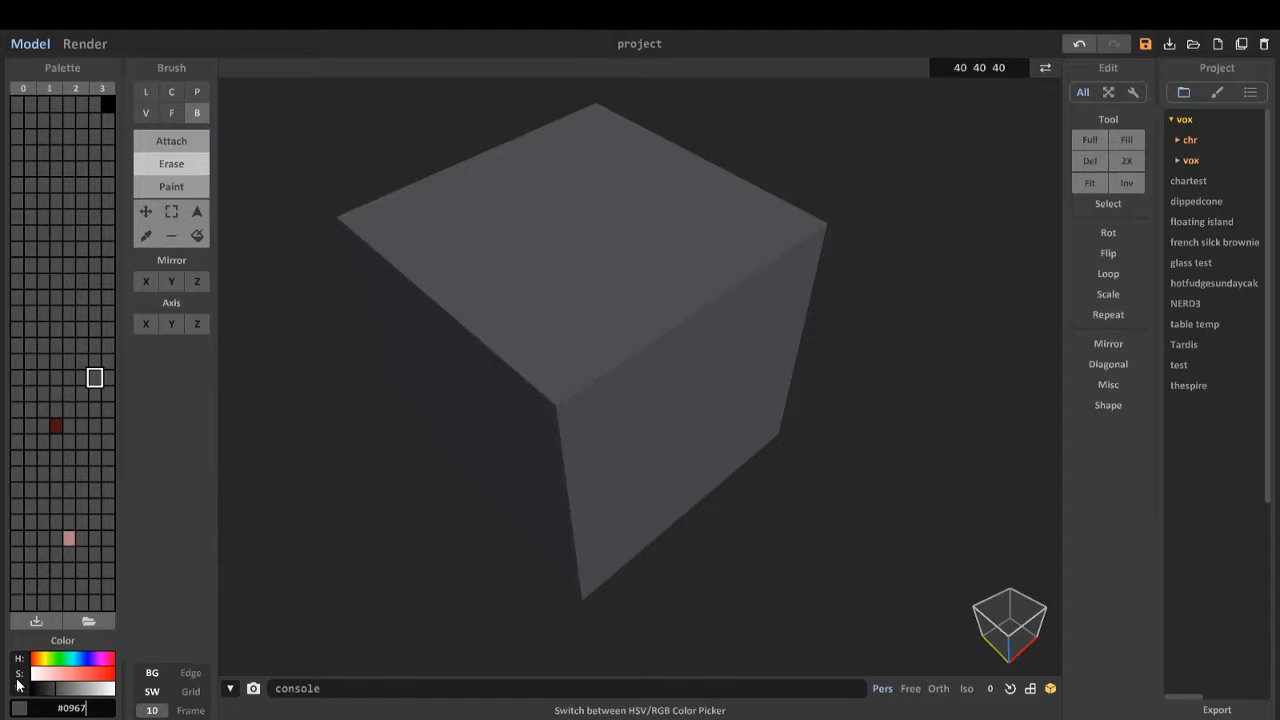 Model Render project
Palette Brush 40 40 40 Edit Project
0 1 2 3
L C P
V F B
Attach
Erase
Paint
Mirror
X Y Z
Axis
X Y Z
All
Tool
Full Fill
Del 2X
Fit Inv
Select
Rot
Flip
Loop
Scale
Repeat
Mirror
Diagonal
Misc
Shape
vox
chr
vox
chartest
dippedcone
floating island
french silck brownie
glass test
hotfudgesundaycak
NERD3
table temp
Tardis
test
thespire
Color
H:
S:
#0967
BG Edge
SW Grid
10 Frame
console
Pers Free Orth Iso 0
Switch between HSV/RGB Color Picker
Export